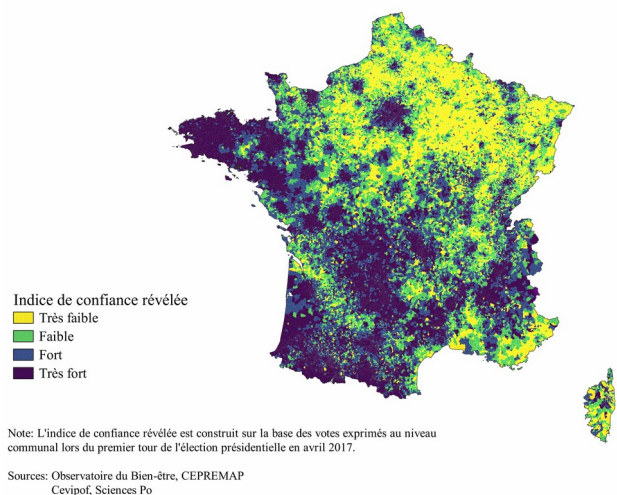 Indice de confiance révélée
Très faible
Faible
Fort
Très fort
Note: L'indice de confiance révélée est construit sur la base des votes exprimés au niveau
communal lors du premier tour de l'élection présidentielle en avril 2017.
Sources: Observatoire du Bien-être, CEPREMAP
Cevipof, Sciences Po